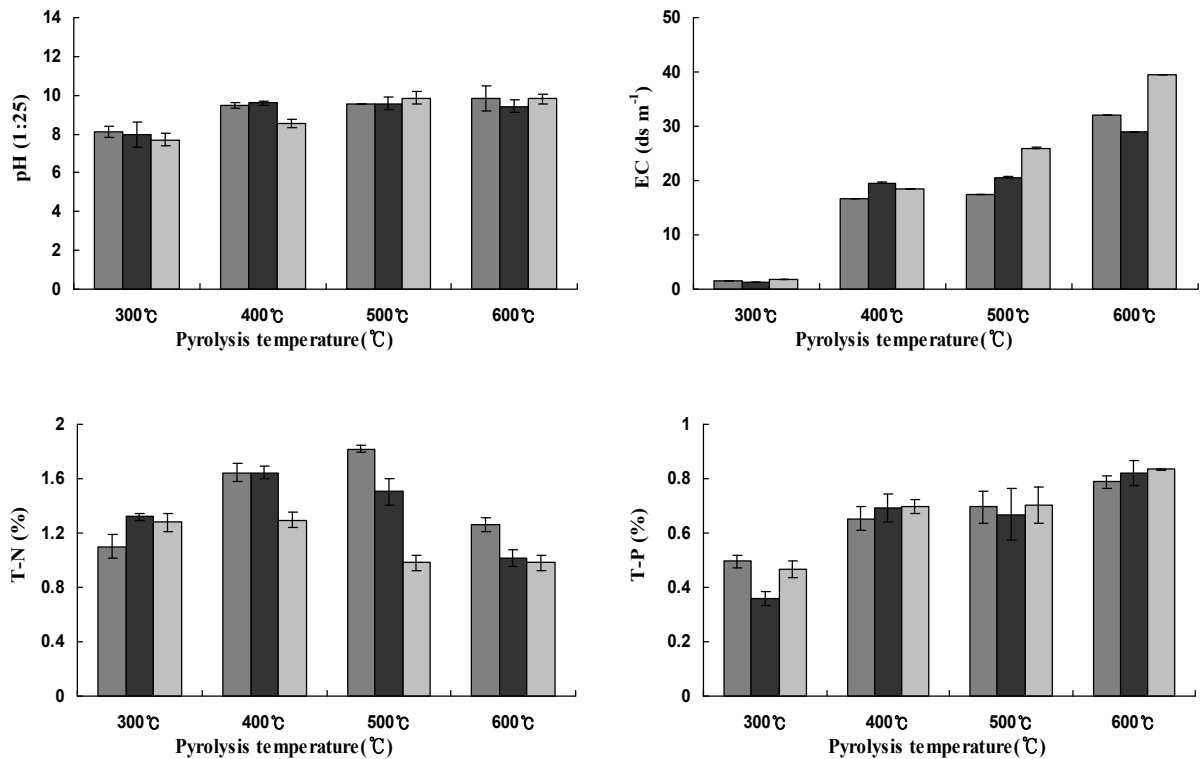 14
12
10
8
6
4
2
0
pH (1:25)
300℃ 400℃ 500℃ 600℃
Pyrolysis temperature(℃)
50
40
30
20
10
0
EC (ds m⁻¹)
300℃ 400℃ 500℃ 600℃
Pyrolysis temperature(℃)
2
1.6
1.2
0.8
0.4
0
T-N (%)
300℃ 400℃ 500℃ 600℃
Pyrolysis temperature(℃)
1
0.8
0.6
0.4
0.2
0
T-P (%)
300℃ 400℃ 500℃ 600℃
Pyrolysis temperature(℃)